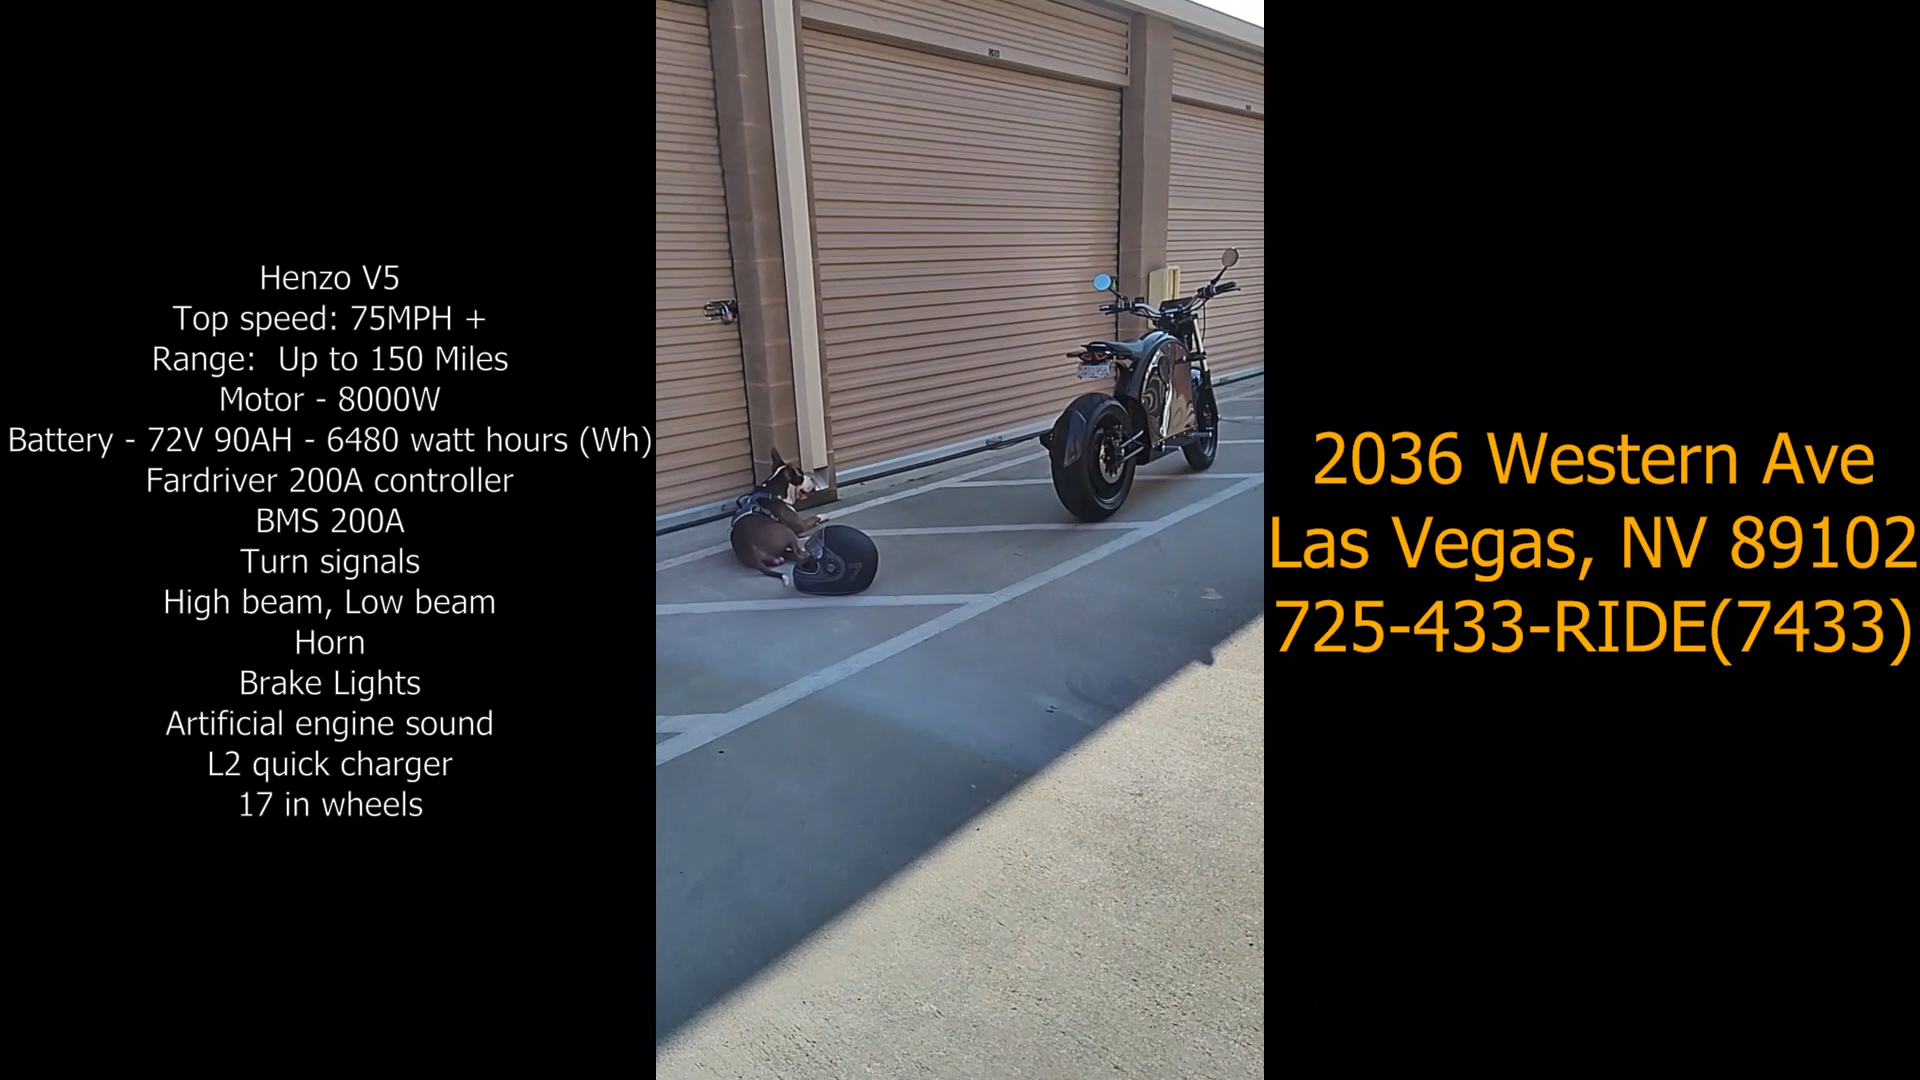 Henzo V5
Top speed: 75MPH +
Range:  Up to 150 Miles
Motor - 8000W
Battery - 72V 90AH - 6480 watt hours (Wh)
Fardriver 200A controller
BMS 200A
Turn signals
High beam, Low beam
Horn
Brake Lights
Artificial engine sound
L2 quick charger
17 in wheels
7
2036 Western Ave
Las Vegas, NV 89102
725-433-RIDE(7433)